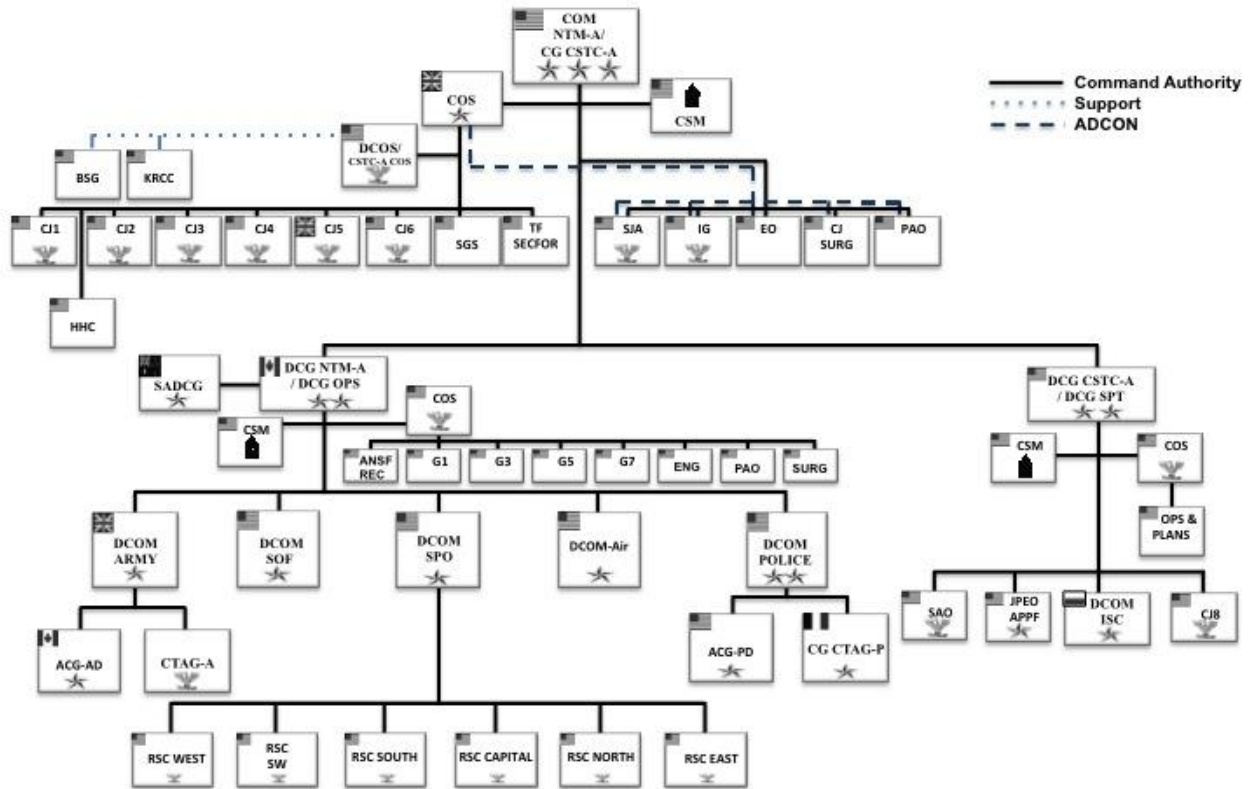 COM
NTM-A/
CG CSTC-A
Command Authority
Support
ADCON
COS
CSM
DCOS/
CSTC-A COS
BSG
KRCC
CJ1
CJ2
CJ3
CJ4
CJ5
CJ6
SGS
TF
SECFOR
SJA
IG
EO
CJ
SURG
PAO
HHC
SADCG
DCG NTM-A
/ DCG OPS
CSM
COS
DCG CSTC-A
/ DCG SPT
CSM
COS
OPS &
PLANS
ANSF
REC
G1
G3
G5
G7
ENG
PAO
SURG
DCOM
ARMY
DCOM
SOF
DCOM
SPO
DCOM-Air
DCOM
POLICE
SAO
JPEO
APPF
DCOM
ISC
CJ8
ACG-AD
CTAG-A
ACG-PD
CG CTAG-P
RSC WEST
RSC
SW
RSC SOUTH
RSC CAPITAL
RSC NORTH
RSC EAST